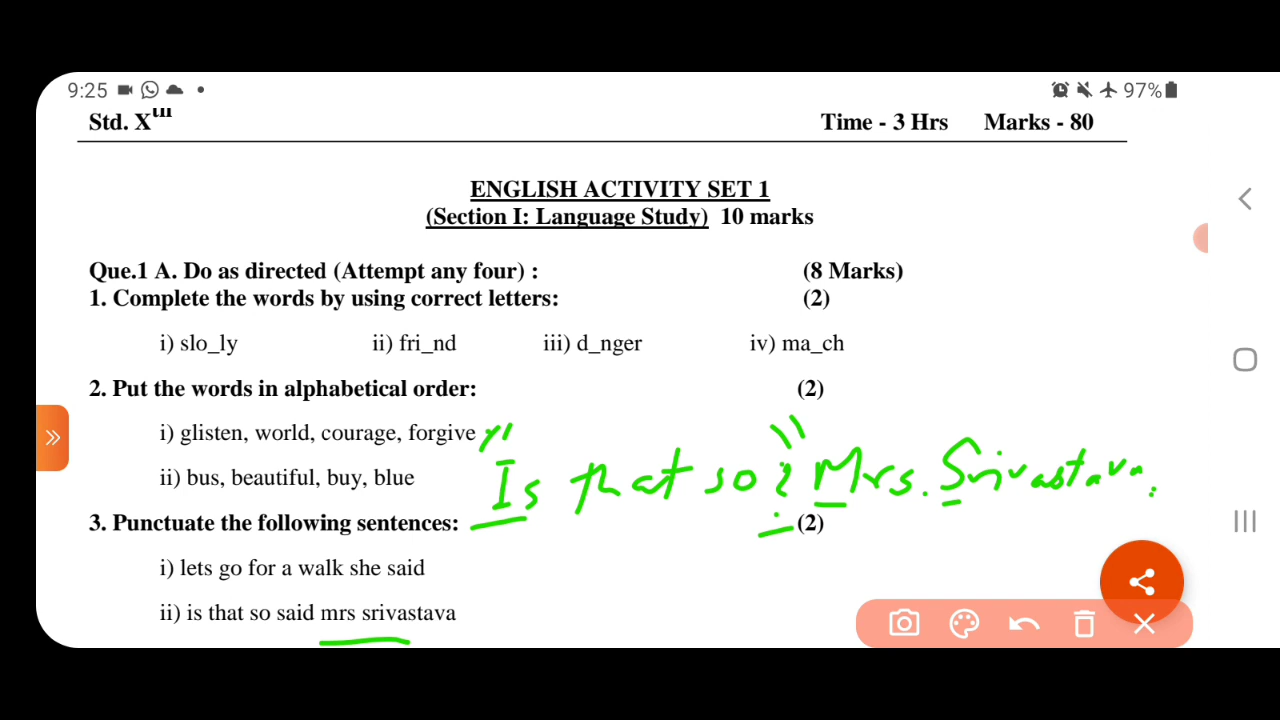 9:25 97%
Std. Xth Time - 3 Hrs Marks - 80
ENGLISH ACTIVITY SET 1
(Section I: Language Study) 10 marks
Que.1 A. Do as directed (Attempt any four) : (8 Marks)
1. Complete the words by using correct letters: (2)
i) slo_ly ii) fri_nd iii) d_nger iv) ma_ch
2. Put the words in alphabetical order: (2)
i) glisten, world, courage, forgive
ii) bus, beautiful, buy, blue
"Is that so?" Mrs. Srivastava.
3. Punctuate the following sentences: (2)
i) lets go for a walk she said
ii) is that so said mrs srivastava